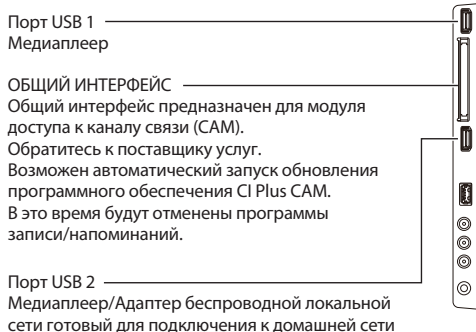 Порт USB 1
Медиаплеер
ОБЩИЙ ИНТЕРФЕЙС
Общий интерфейс предназначен для модуля
доступа к каналу связи (CAM).
Обратитесь к поставщику услуг.
Возможен автоматический запуск обновления
программного обеспечения CI Plus CAM.
В это время будут отменены программы
записи/напоминаний.
Порт USB 2
Медиаплеер/Адаптер беспроводной локальной
сети готовый для подключения к домашней сети